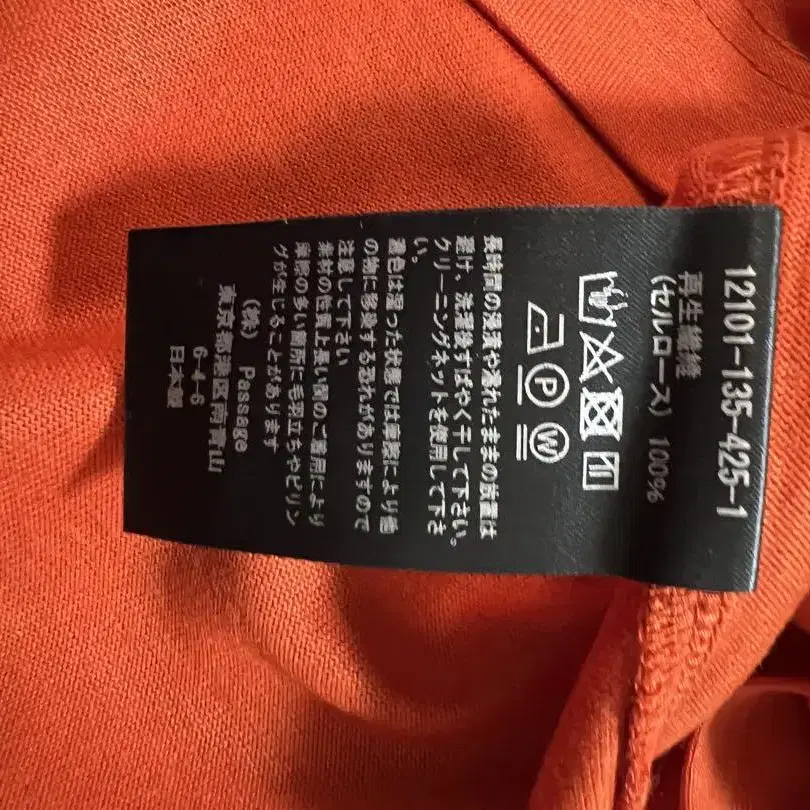 12101-135-425-1
再生繊維
(セルロース) 100%
P W
長時間の浸漬や濡れたままの放置は
避け、洗濯後すばやく干して下さい。
クリーニングネットを使用して下さ
い。
濃色は湿った状態では摩擦により他
の物に移染する恐れがありますので
注意して下さい
素材の性質上長い間のご着用により
摩擦の多い箇所に毛羽立ちやピリン
グが生じることがあります
(株) Passage
東京都港区南青山
6-4-6
日本製